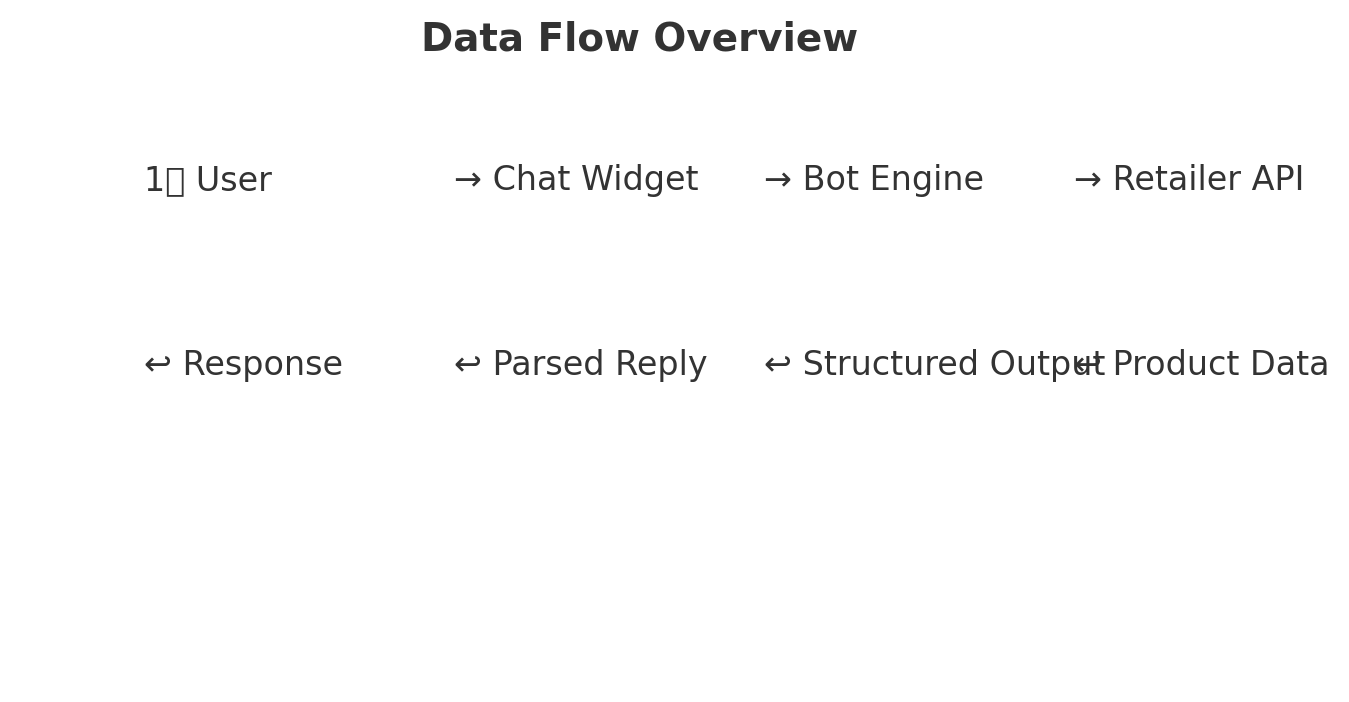 Data Flow Overview
1▯ User → Chat Widget → Bot Engine → Retailer API
↩ Response ↩ Parsed Reply ↩ Structured Output ↩ Product Data